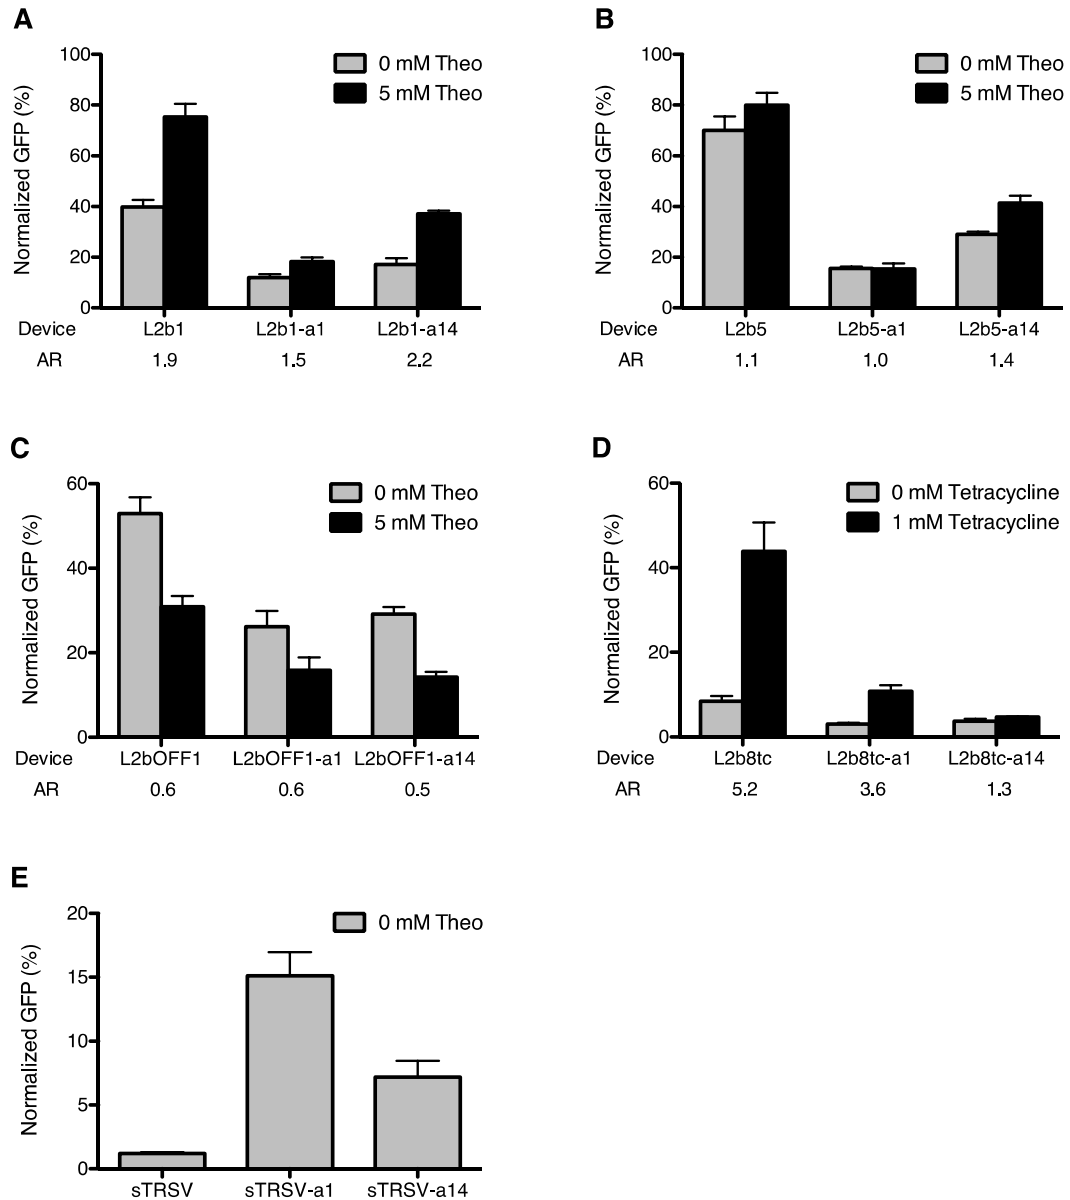 A
Normalized GFP (%)
100
80
60
40
20
0
0 mM Theo
5 mM Theo
Device L2b1 L2b1-a1 L2b1-a14
AR 1.9 1.5 2.2
B
Normalized GFP (%)
100
80
60
40
20
0
0 mM Theo
5 mM Theo
Device L2b5 L2b5-a1 L2b5-a14
AR 1.1 1.0 1.4
C
Normalized GFP (%)
60
40
20
0
0 mM Theo
5 mM Theo
Device L2bOFF1 L2bOFF1-a1 L2bOFF1-a14
AR 0.6 0.6 0.5
D
Normalized GFP (%)
60
40
20
0
0 mM Tetracycline
1 mM Tetracycline
Device L2b8tc L2b8tc-a1 L2b8tc-a14
AR 5.2 3.6 1.3
E
Normalized GFP (%)
20
15
10
5
0
0 mM Theo
sTRSV sTRSV-a1 sTRSV-a14